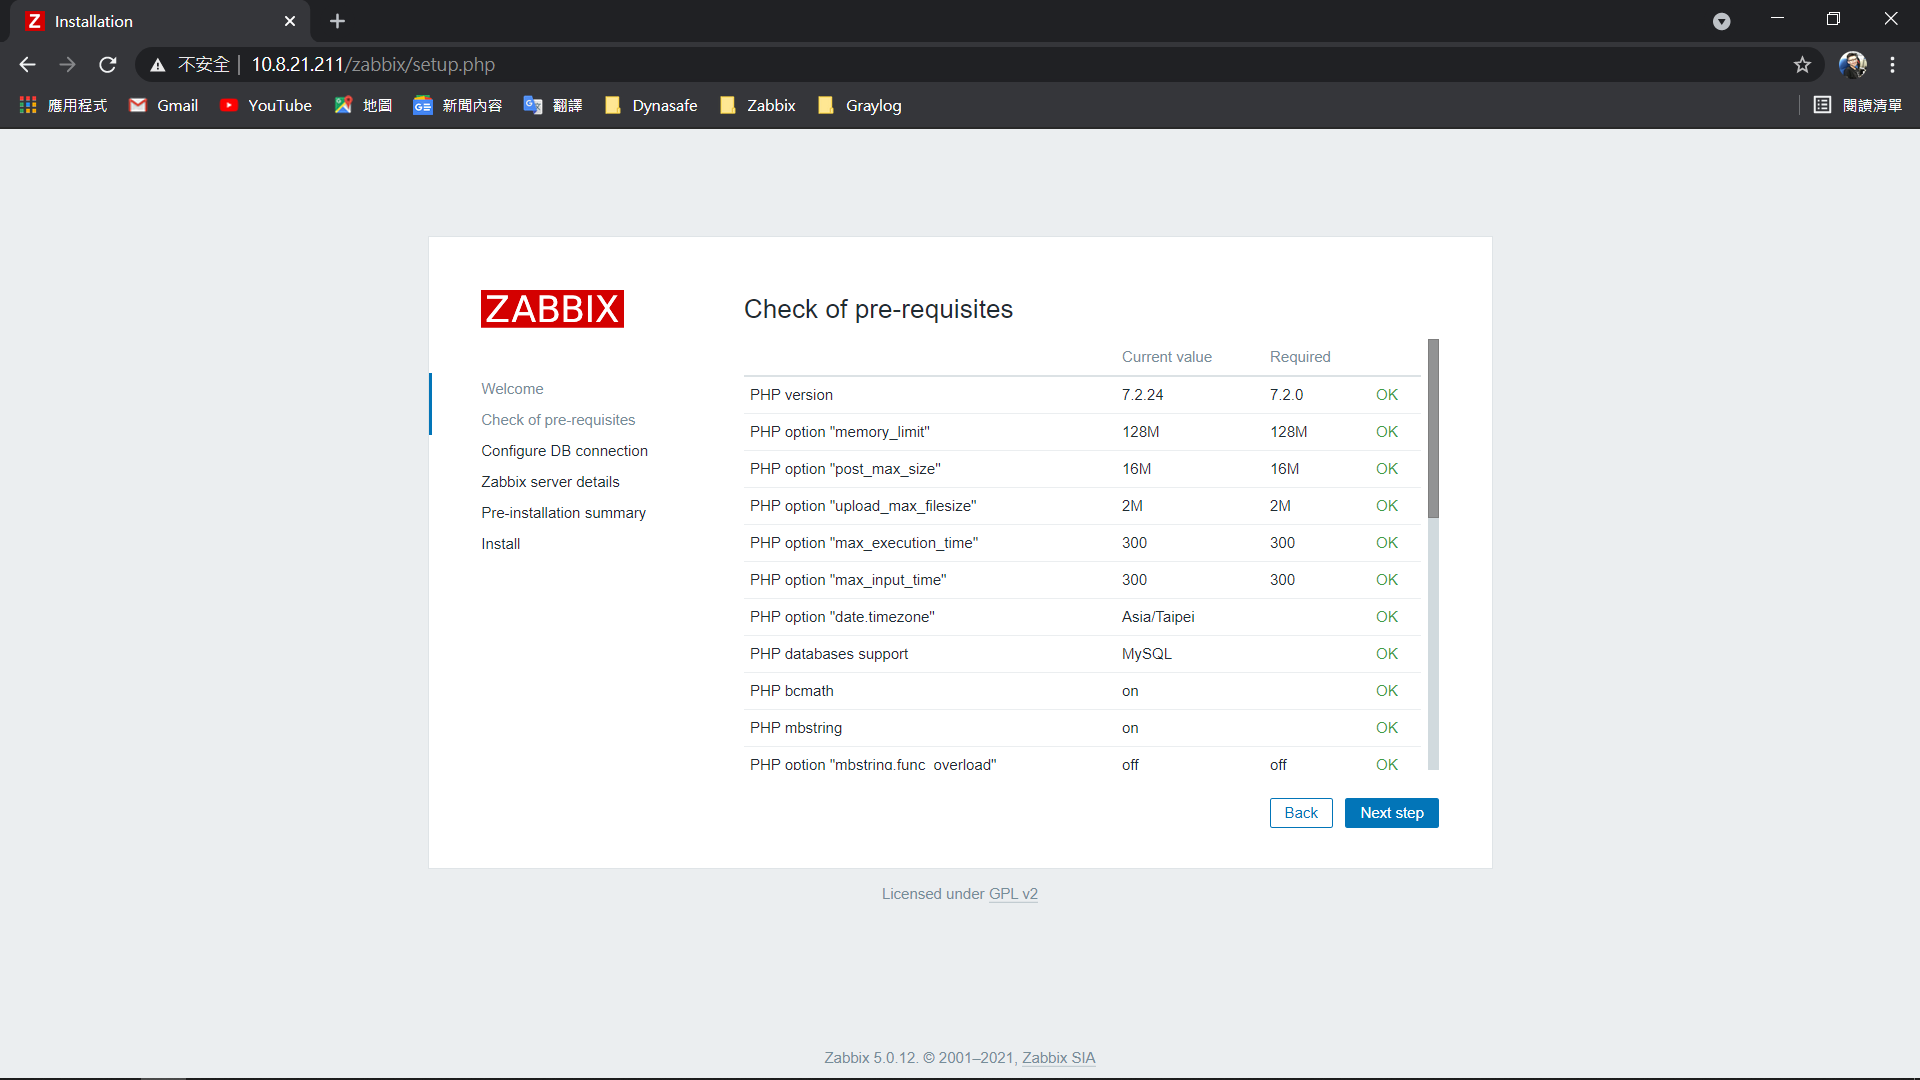 Z Installation
不安全 10.8.21.211/zabbix/setup.php
應用程式 Gmail YouTube 地圖 新聞內容 翻譯 Dynasafe Zabbix Graylog 閱讀清單
ZABBIX
Welcome
Check of pre-requisites
Configure DB connection
Zabbix server details
Pre-installation summary
Install
Check of pre-requisites
Current value Required
PHP version 7.2.24 7.2.0 OK
PHP option "memory_limit" 128M 128M OK
PHP option "post_max_size" 16M 16M OK
PHP option "upload_max_filesize" 2M 2M OK
PHP option "max_execution_time" 300 300 OK
PHP option "max_input_time" 300 300 OK
PHP option "date.timezone" Asia/Taipei OK
PHP databases support MySQL OK
PHP bcmath on OK
PHP mbstring on OK
PHP option "mbstring.func_overload" off off OK
Back Next step
Licensed under GPL v2
Zabbix 5.0.12. © 2001–2021, Zabbix SIA